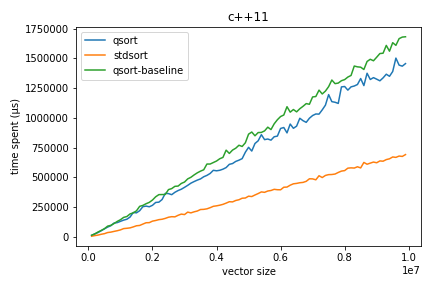 c++11
qsort
stdsort
qsort-baseline
time spent (µs)
1750000
1500000
1250000
1000000
750000
500000
250000
0
0.0 0.2 0.4 0.6 0.8 1.0
1e7
vector size